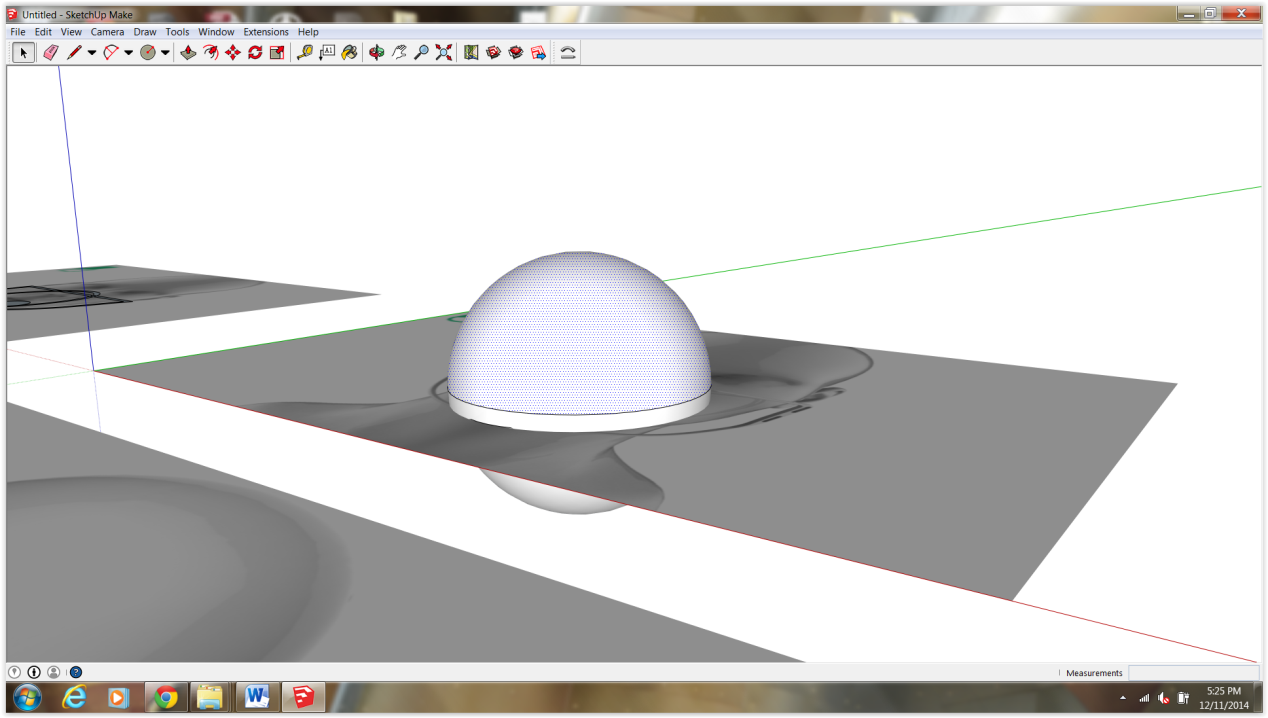 Untitled - SketchUp Make
File Edit View Camera Draw Tools Window Extensions Help
A1
Measurements
W
5:25 PM
12/11/2014